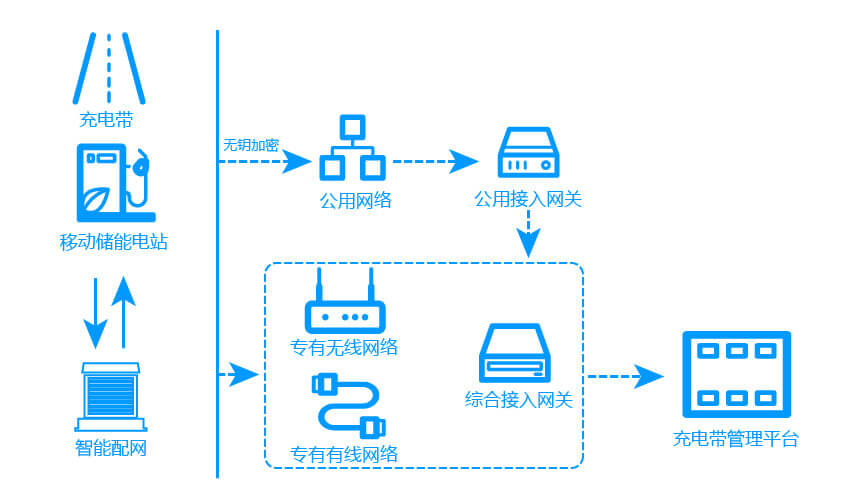 充电带
移动储能电站
智能配网
无钥加密
公用网络
公用接入网关
专有无线网络
专有有线网络
综合接入网关
充电带管理平台